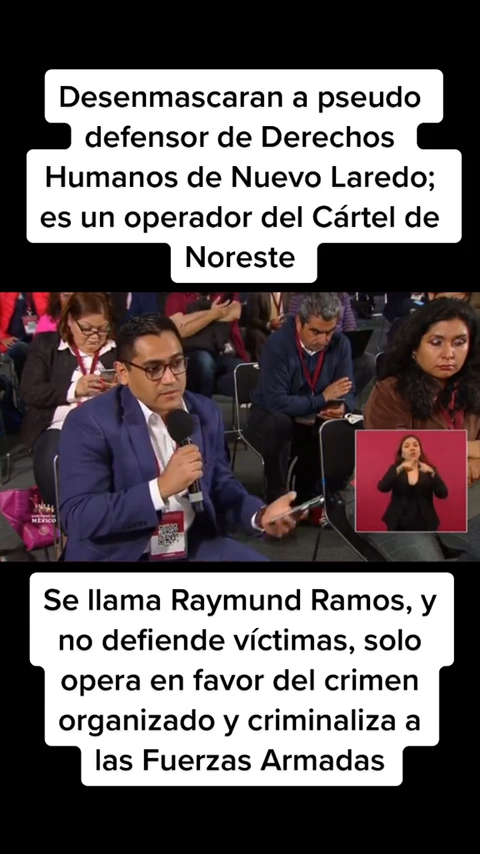 Desenmascaran a pseudo
defensor de Derechos
Humanos de Nuevo Laredo;
es un operador del Cártel de
Noreste
MÉXICO
Se llama Raymund Ramos, y
no defiende víctimas, solo
opera en favor del crimen
organizado y criminaliza a
las Fuerzas Armadas